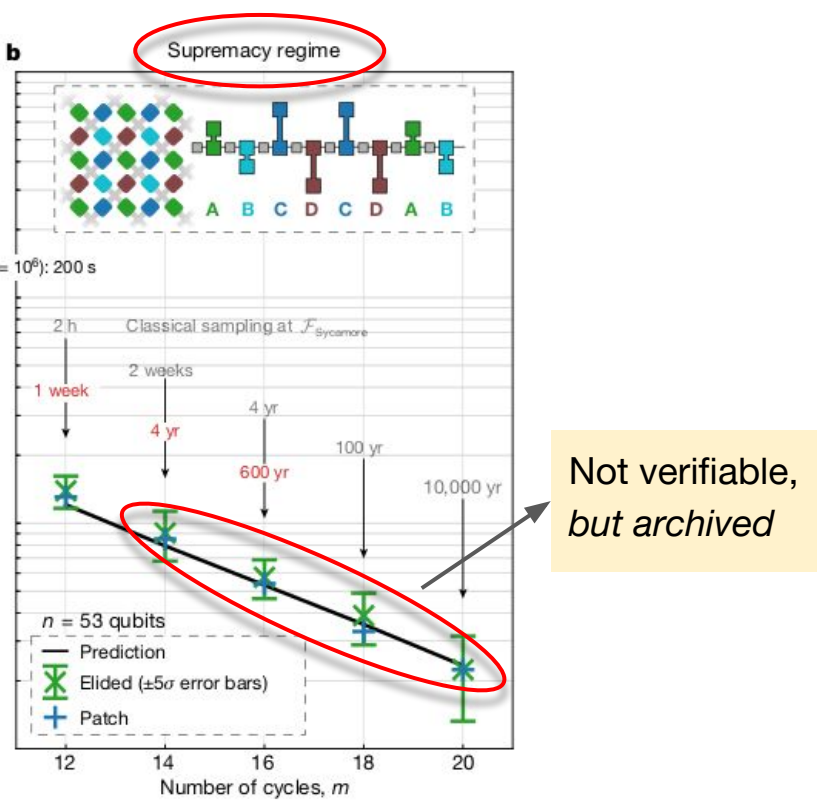 b
Supremacy regime
A B C D C D A B
= 10⁶): 200 s
2 h
Classical sampling at ℱSycamore
2 weeks
1 week
4 yr
4 yr
100 yr
600 yr
10,000 yr
Not verifiable,
but archived
n = 53 qubits
Prediction
Elided (±5σ error bars)
Patch
12 14 16 18 20
Number of cycles, m